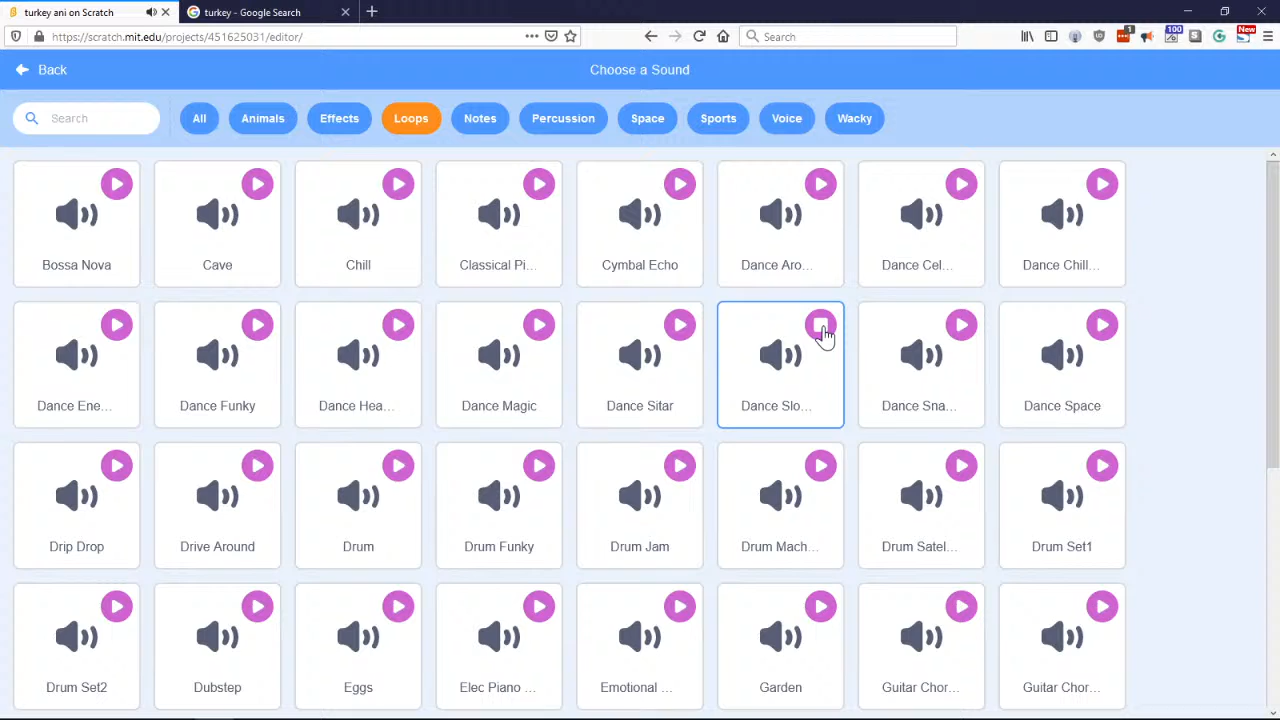 turkey ani on Scratch
turkey - Google Search
https://scratch.mit.edu/projects/451625031/editor/
Search
1
100
New
Back
Choose a Sound
Search
All
Animals
Effects
Loops
Notes
Percussion
Space
Sports
Voice
Wacky
Bossa Nova
Cave
Chill
Classical Pi...
Cymbal Echo
Dance Aro...
Dance Cel...
Dance Chill...
Dance Ene...
Dance Funky
Dance Hea...
Dance Magic
Dance Sitar
Dance Slo...
Dance Sna...
Dance Space
Drip Drop
Drive Around
Drum
Drum Funky
Drum Jam
Drum Mach...
Drum Satel...
Drum Set1
Drum Set2
Dubstep
Eggs
Elec Piano ...
Emotional ...
Garden
Guitar Chor...
Guitar Chor...